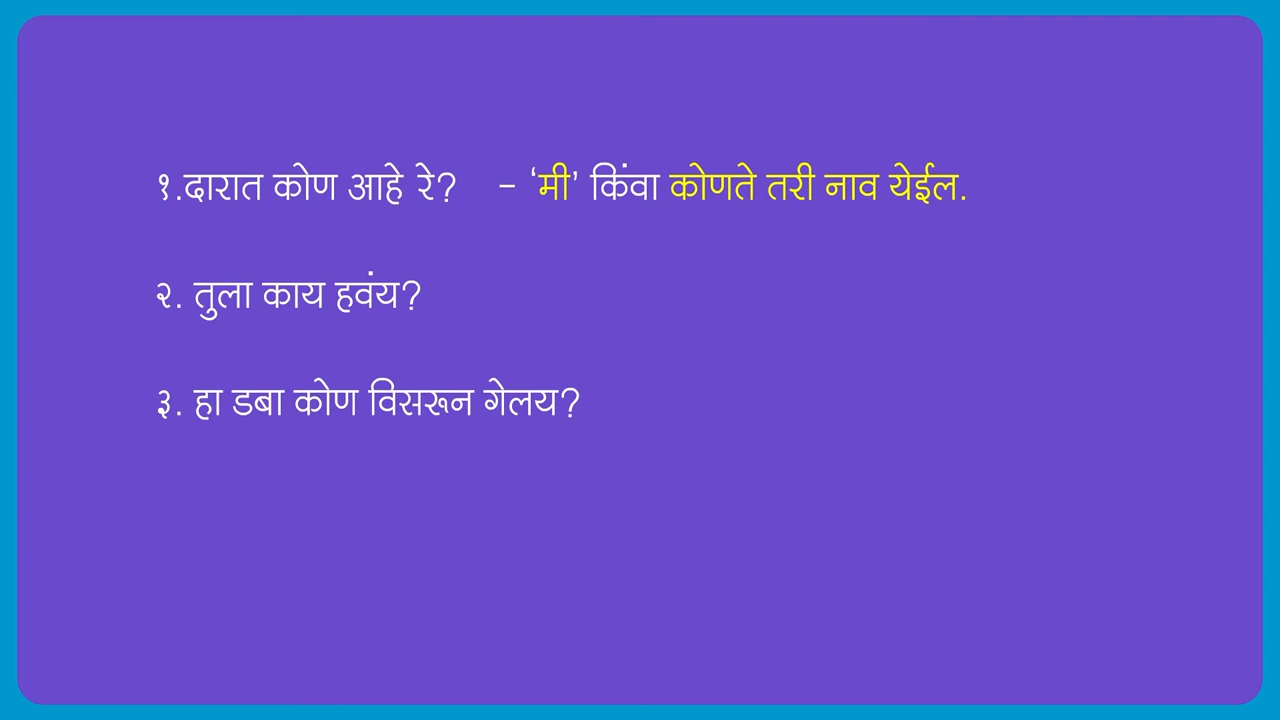 १.दारात कोण आहे रे? - ‘मी’ किंवा कोणते तरी नाव येईल.
२. तुला काय हवंय?
३. हा डबा कोण विसरून गेलय?